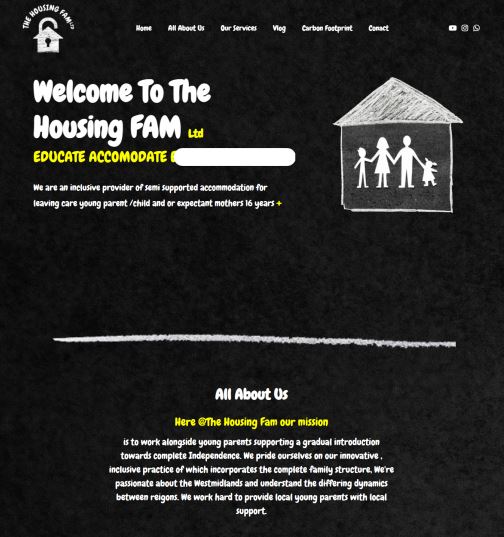 THE HOUSING FAM LTD
Home All About Us Our Services Vlog Carbon Footprint Conact
Welcome To The
Housing FAM Ltd
EDUCATE ACCOMODATE
We are an inclusive provider of semi supported accommodation for
leaving care young parent /child and or expectant mothers 16 years +
All About Us
Here @The Housing Fam our mission
is to work alongside young parents supporting a gradual introduction
towards complete Independence. We pride ourselves on our innovative ,
inclusive practice of which incorporates the complete family structure. We're
passionate about the Westmidlands and understand the differing dynamics
between reigons. We work hard to provide local young parents with local
support.